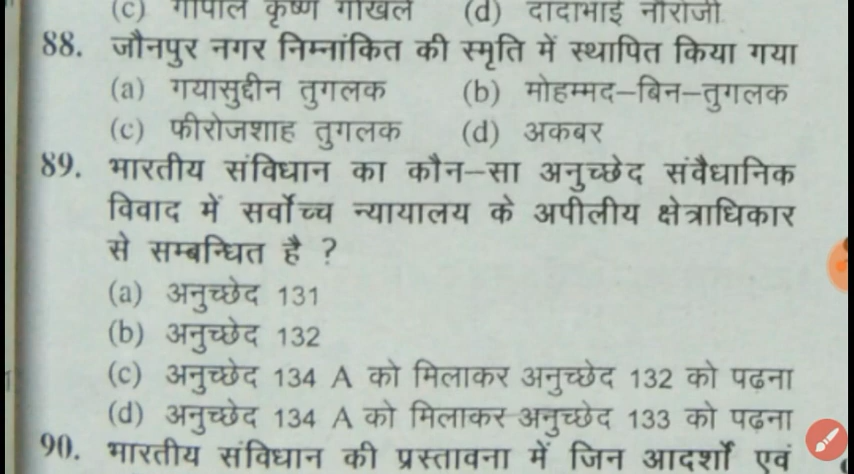 (c) गोपाल कृष्ण गोखले (d) दादाभाई नौरोजी
88. जौनपुर नगर निम्नांकित की स्मृति में स्थापित किया गया
(a) गयासुद्दीन तुगलक (b) मोहम्मद-बिन-तुगलक
(c) फीरोजशाह तुगलक (d) अकबर
89. भारतीय संविधान का कौन-सा अनुच्छेद संवैधानिक
विवाद में सर्वोच्च न्यायालय के अपीलीय क्षेत्राधिकार
से सम्बन्धित है ?
(a) अनुच्छेद 131
(b) अनुच्छेद 132
(c) अनुच्छेद 134 A को मिलाकर अनुच्छेद 132 को पढ़ना
(d) अनुच्छेद 134 A को मिलाकर अनुच्छेद 133 को पढ़ना
90. भारतीय संविधान की प्रस्तावना में जिन आदर्शों एवं